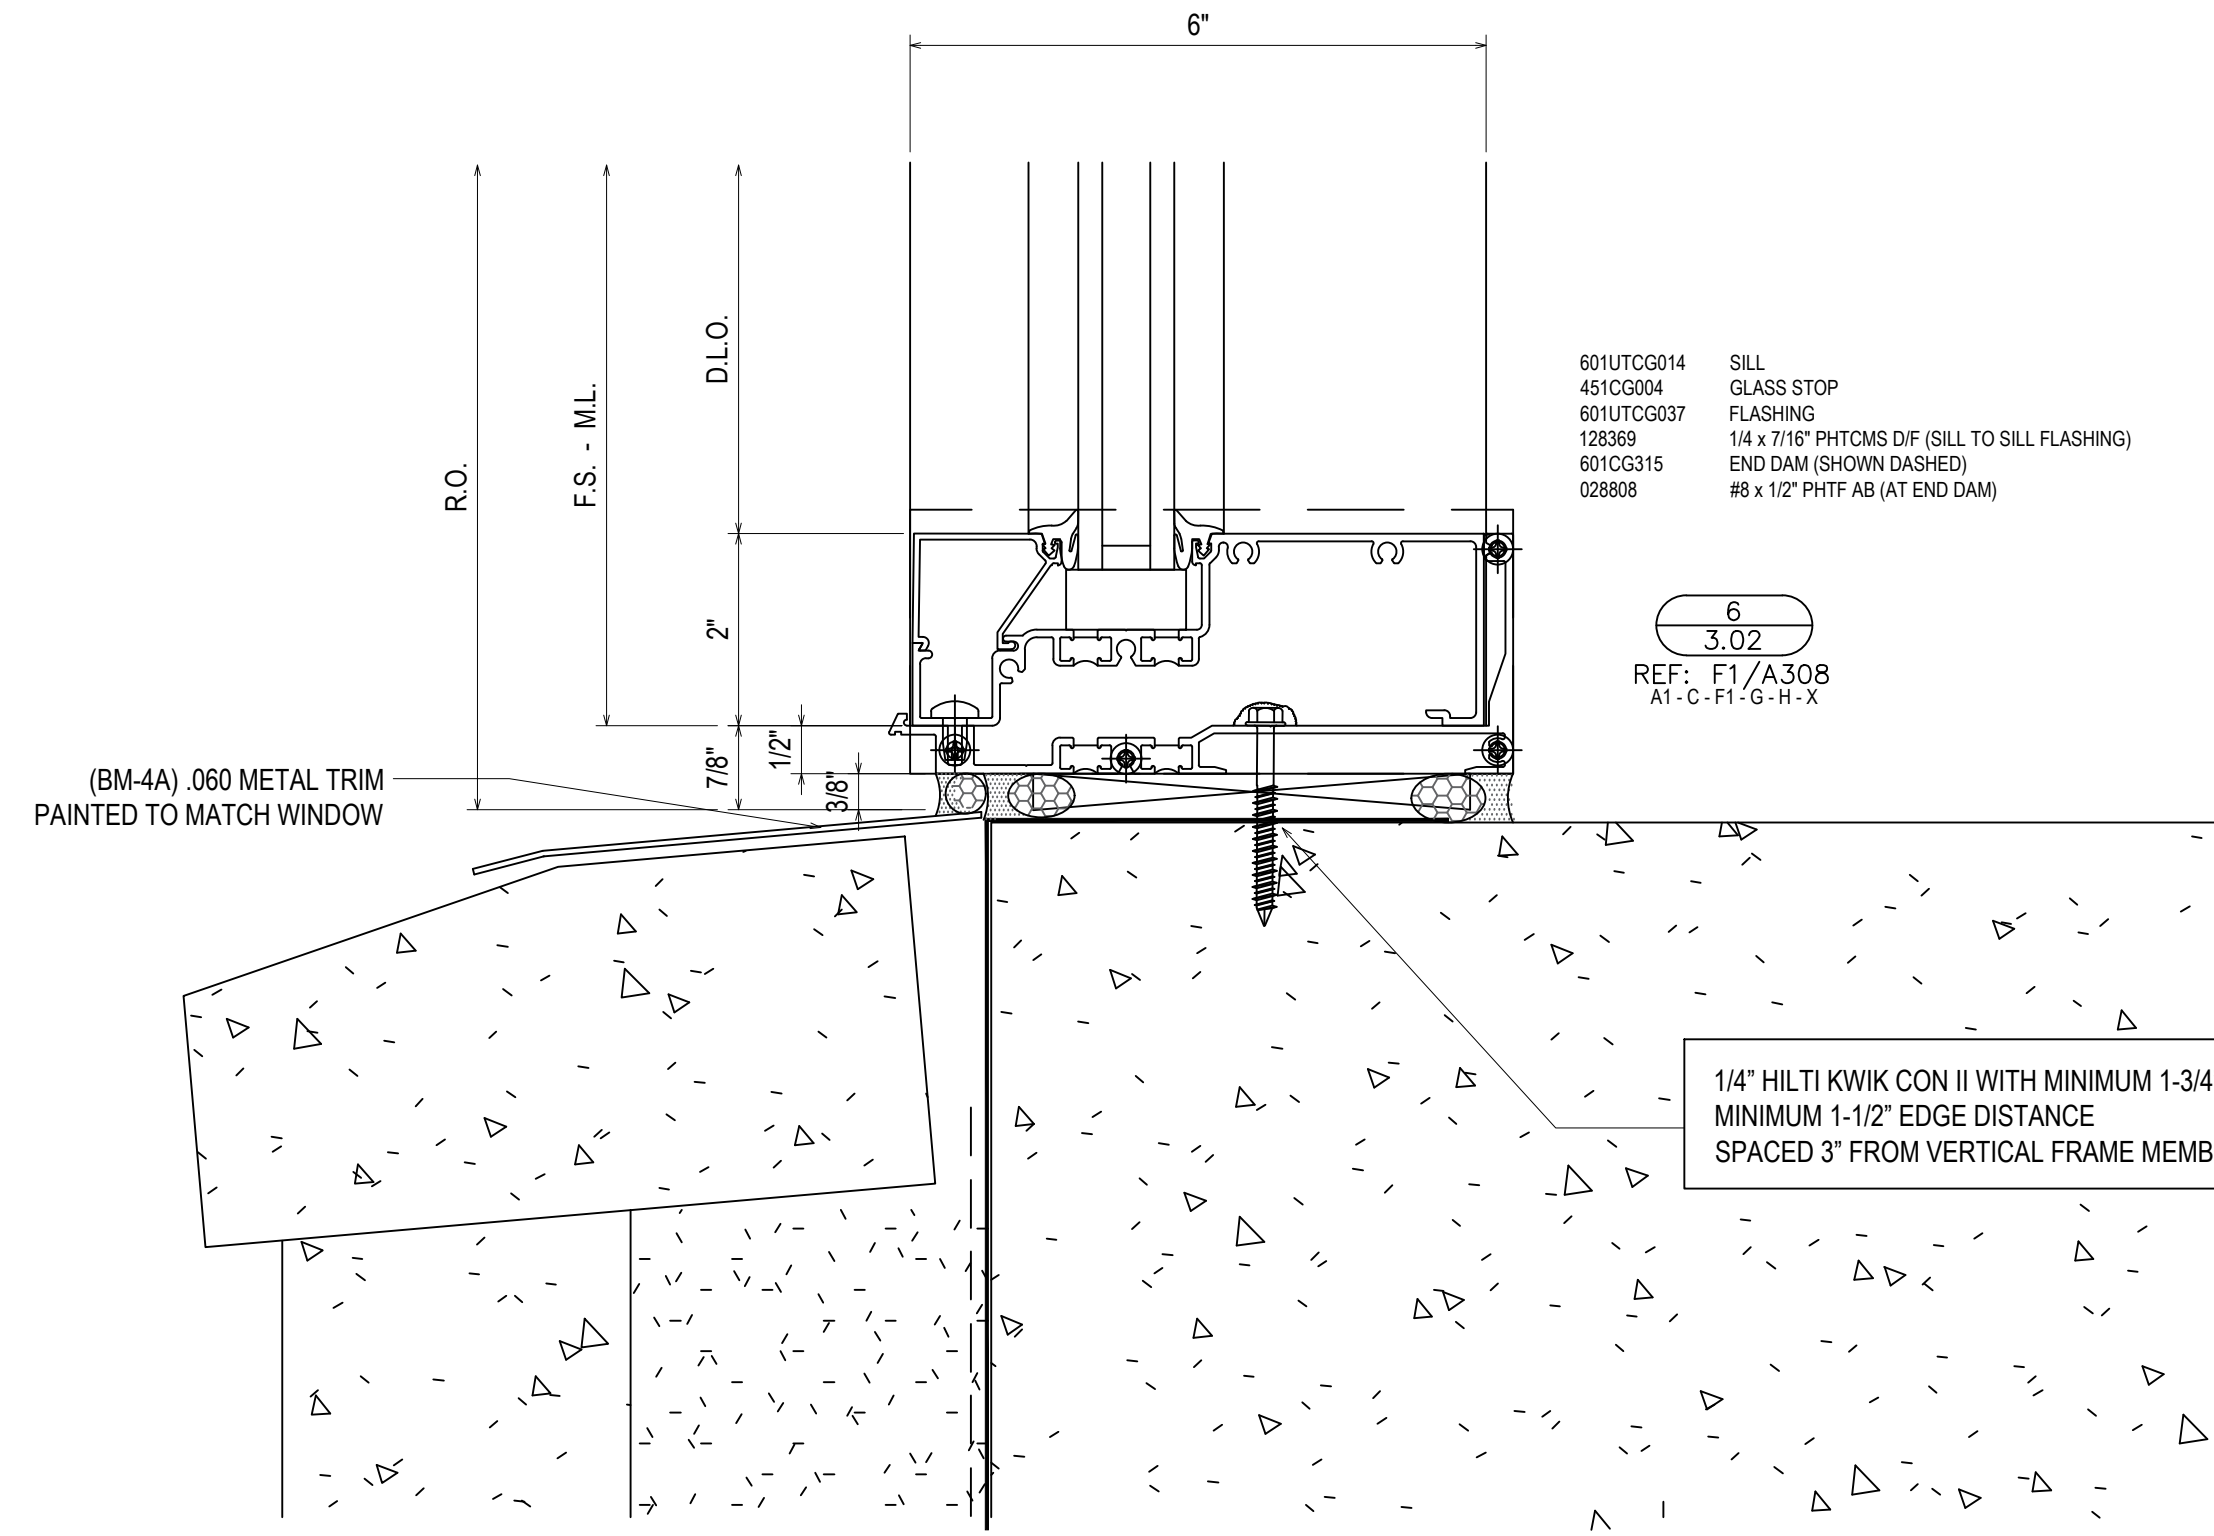 6"
R.O.
F.S. - M.L.
D.L.O.
2"
7/8"
1/2"
3/8"
601UTCG014 SILL
451CG004 GLASS STOP
601UTCG037 FLASHING
128369 1/4 x 7/16" PHTCMS D/F (SILL TO SILL FLASHING)
601CG315 END DAM (SHOWN DASHED)
028808 #8 x 1/2" PHTF AB (AT END DAM)
6
3.02
REF: F1/A308
A1 - C - F1 - G - H - X
(BM-4A) .060 METAL TRIM
PAINTED TO MATCH WINDOW
1/4” HILTI KWIK CON II WITH MINIMUM 1-3/4
MINIMUM 1-1/2” EDGE DISTANCE
SPACED 3” FROM VERTICAL FRAME MEMB